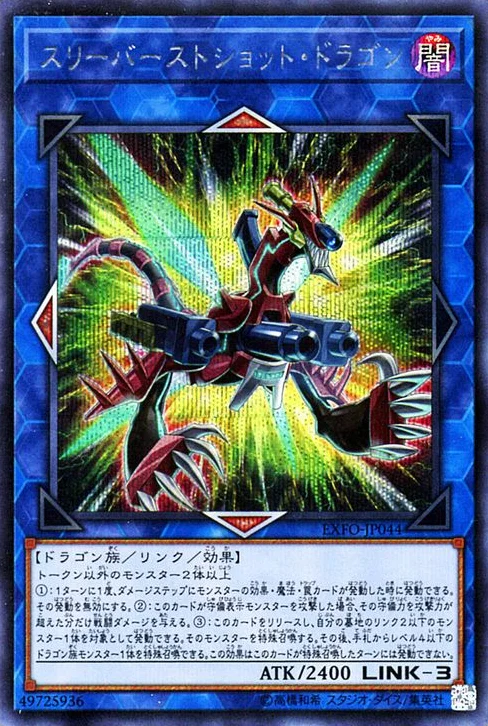 スリーバーストショット・ドラゴン 闇
EXFO-JP044
【ドラゴン族／リンク／効果】
トークン以外のモンスター2体以上
①:1ターンに1度、ダメージステップにモンスターの効果・魔法・罠カードが発動した時に発動できる。
その発動を無効にする。②:このカードが守備表示モンスターを攻撃した場合、その守備力を攻撃力が
超えた分だけ戦闘ダメージを与える。③:このカードをリリースし、自分の墓地のリンク2以下のモン
スター1体を対象として発動できる。そのモンスターを特殊召喚する。その後、手札からレベル4以下の
ドラゴン族モンスター1体を特殊召喚できる。この効果はこのカードが特殊召喚したターンには発動できない。
ATK/2400 LINK-3
49725936 ©高橋和希 スタジオ・ダイス/集英社